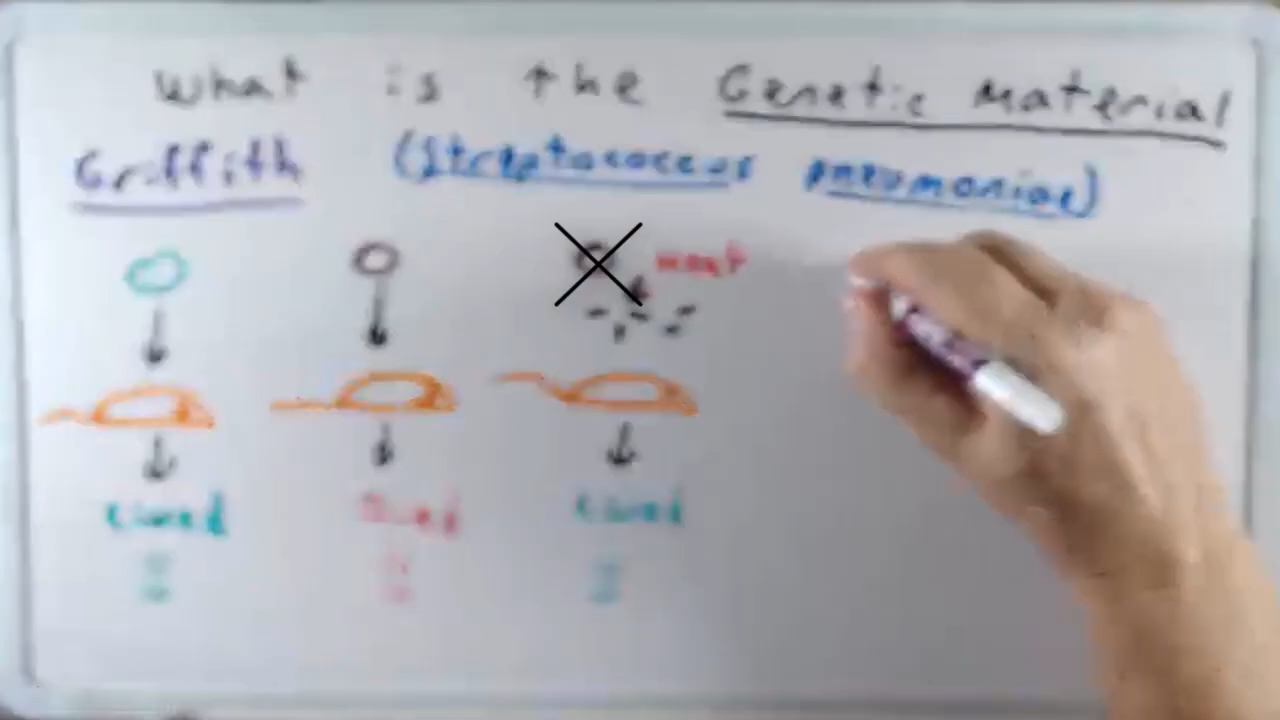 What is the Genetic Material
Griffith (Streptococcus pneumoniae)
Heat
Lived Died Lived